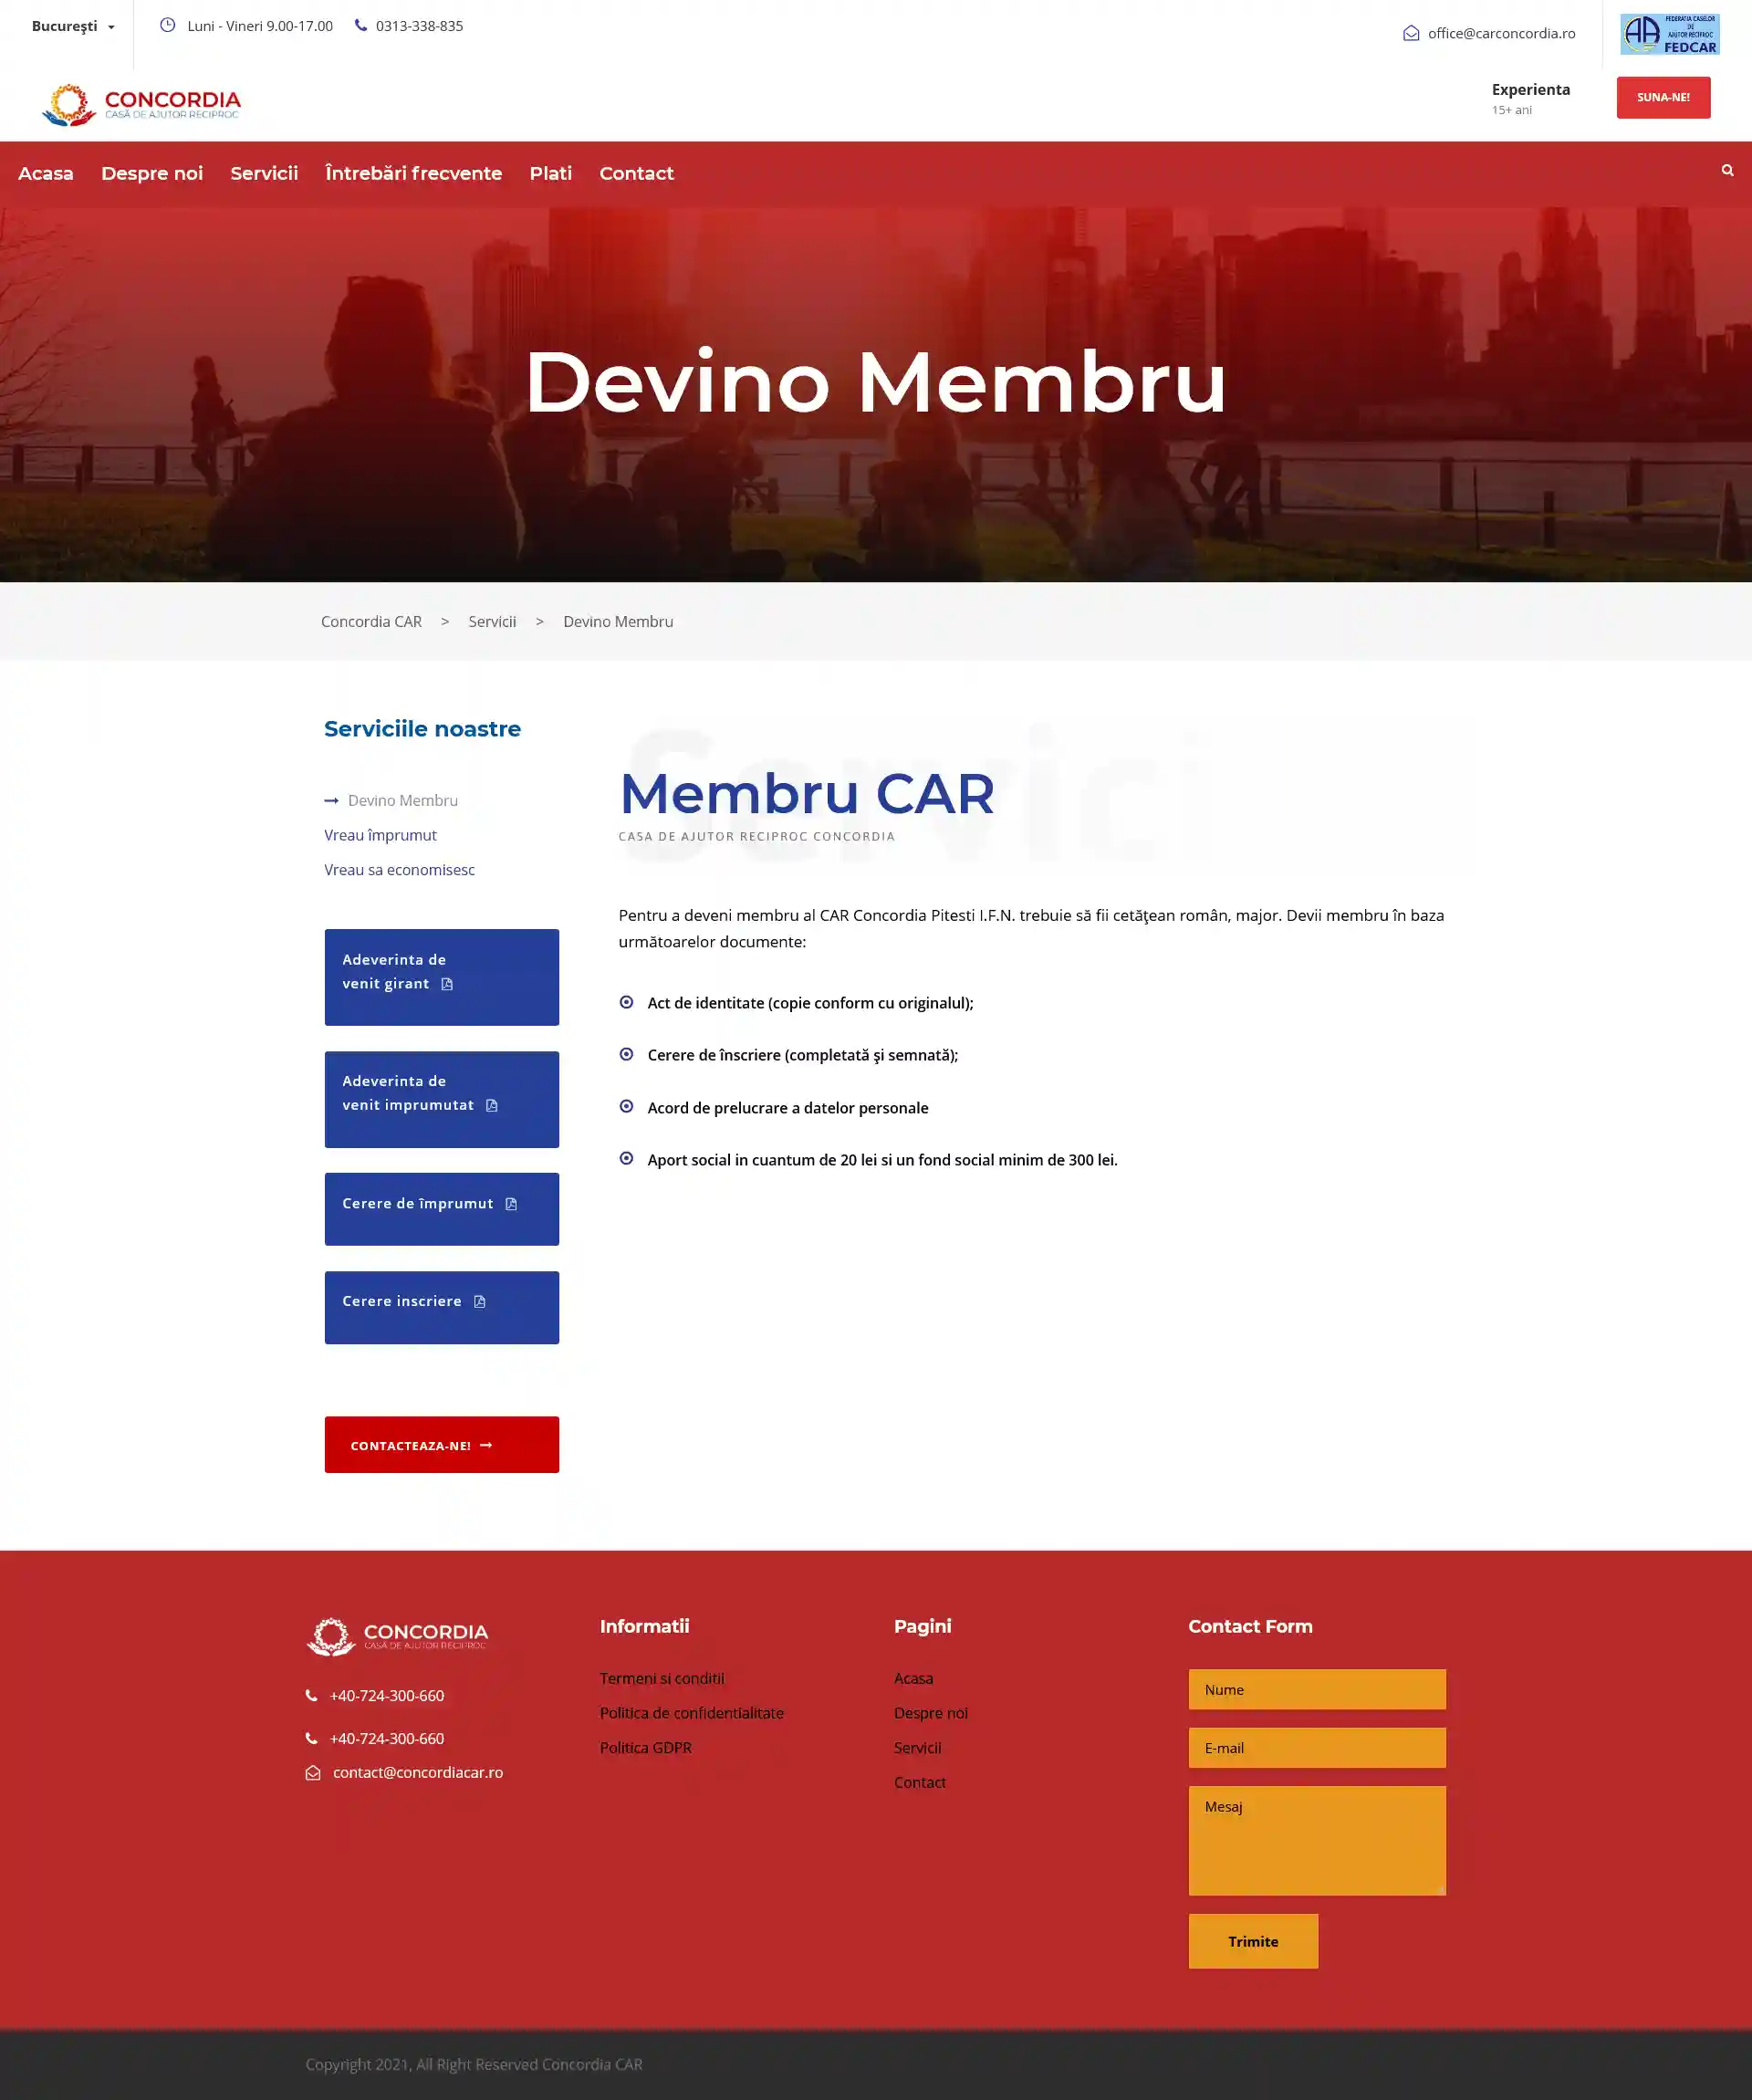 București
Luni - Vineri 9.00-17.00
0313-338-835
office@carconcordia.ro
FEDERATIA CASELOR
DE
AJUTOR RECIPROC
FEDCAR
CONCORDIA
CASĂ DE AJUTOR RECIPROC
Experienta
15+ ani
SUNA-NE!
Acasa
Despre noi
Servicii
Întrebări frecvente
Plati
Contact
Devino Membru
Concordia CAR > Servicii > Devino Membru
Serviciile noastre
Devino Membru
Vreau împrumut
Vreau sa economisesc
Adeverinta de
venit girant
Adeverinta de
venit imprumutat
Cerere de împrumut
Cerere inscriere
CONTACTEAZA-NE!
Servici
Membru CAR
CASA DE AJUTOR RECIPROC CONCORDIA
Pentru a deveni membru al CAR Concordia Pitesti I.F.N. trebuie să fii cetățean român, major. Devii membru în baza
următoarelor documente:
Act de identitate (copie conform cu originalul);
Cerere de înscriere (completată și semnată);
Acord de prelucrare a datelor personale
Aport social in cuantum de 20 lei si un fond social minim de 300 lei.
CONCORDIA
CASĂ DE AJUTOR RECIPROC
+40-724-300-660
+40-724-300-660
contact@concordiacar.ro
Informatii
Termeni si conditii
Politica de confidentialitate
Politica GDPR
Pagini
Acasa
Despre noi
Servicii
Contact
Contact Form
Nume
E-mail
Mesaj
Trimite
Copyright 2021, All Right Reserved Concordia CAR